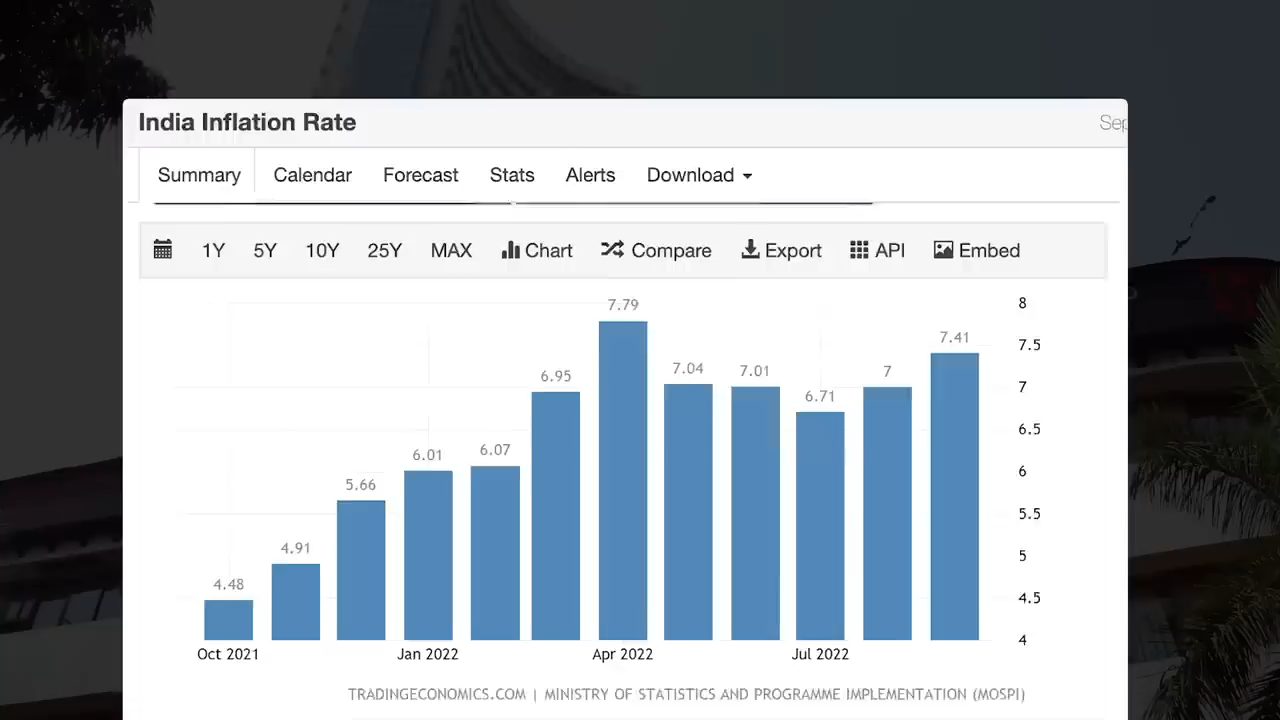 India Inflation Rate
Sep
Summary Calendar Forecast Stats Alerts Download
1Y 5Y 10Y 25Y MAX Chart Compare Export API Embed
7.79 8
7.41 7.5
7.04 7.01 7 7
6.95 6.71
6.5
6.01 6.07 6
5.66 5.5
4.91 5
4.48 4.5
4
Oct 2021 Jan 2022 Apr 2022 Jul 2022
TRADINGECONOMICS.COM | MINISTRY OF STATISTICS AND PROGRAMME IMPLEMENTATION (MOSPI)